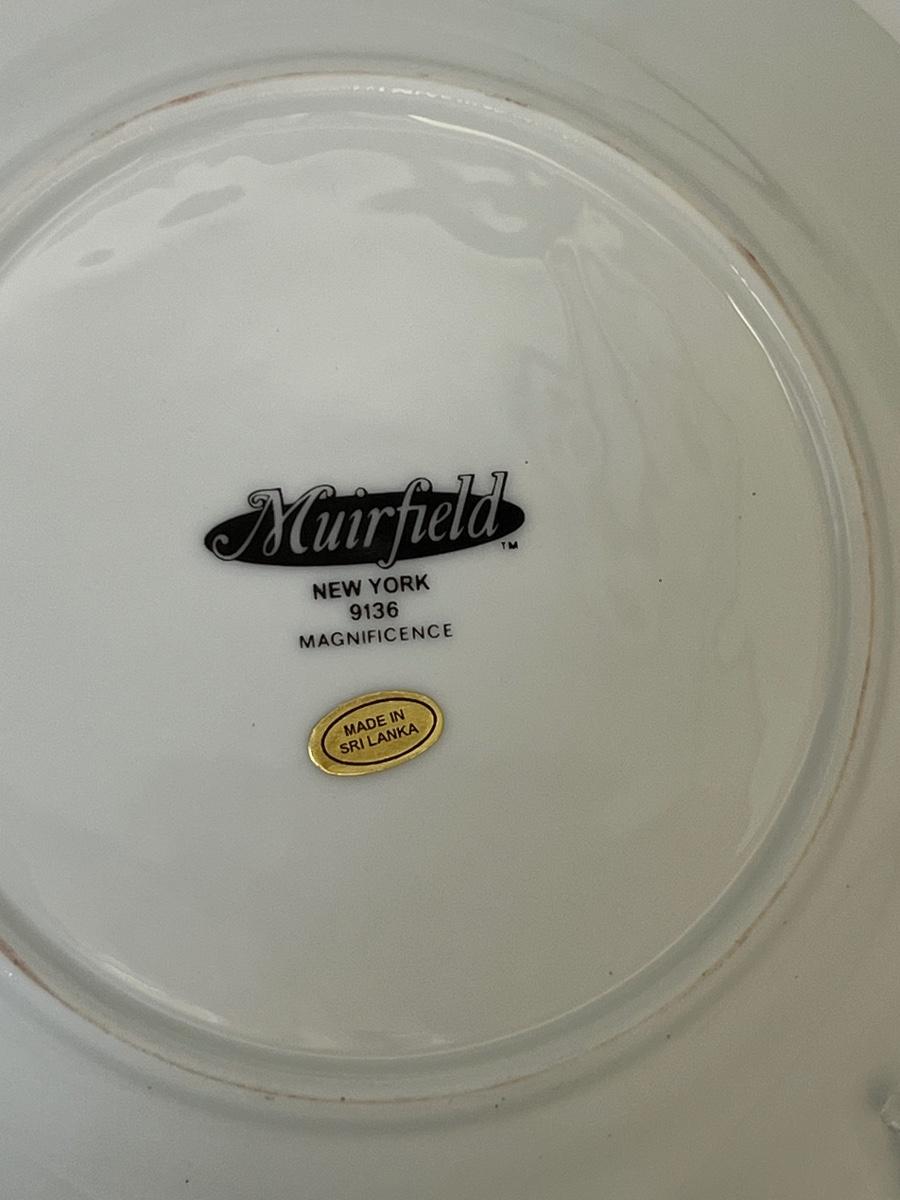 Muirfield
TM
NEW YORK
9136
MAGNIFICENCE
MADE IN
SRI LANKA